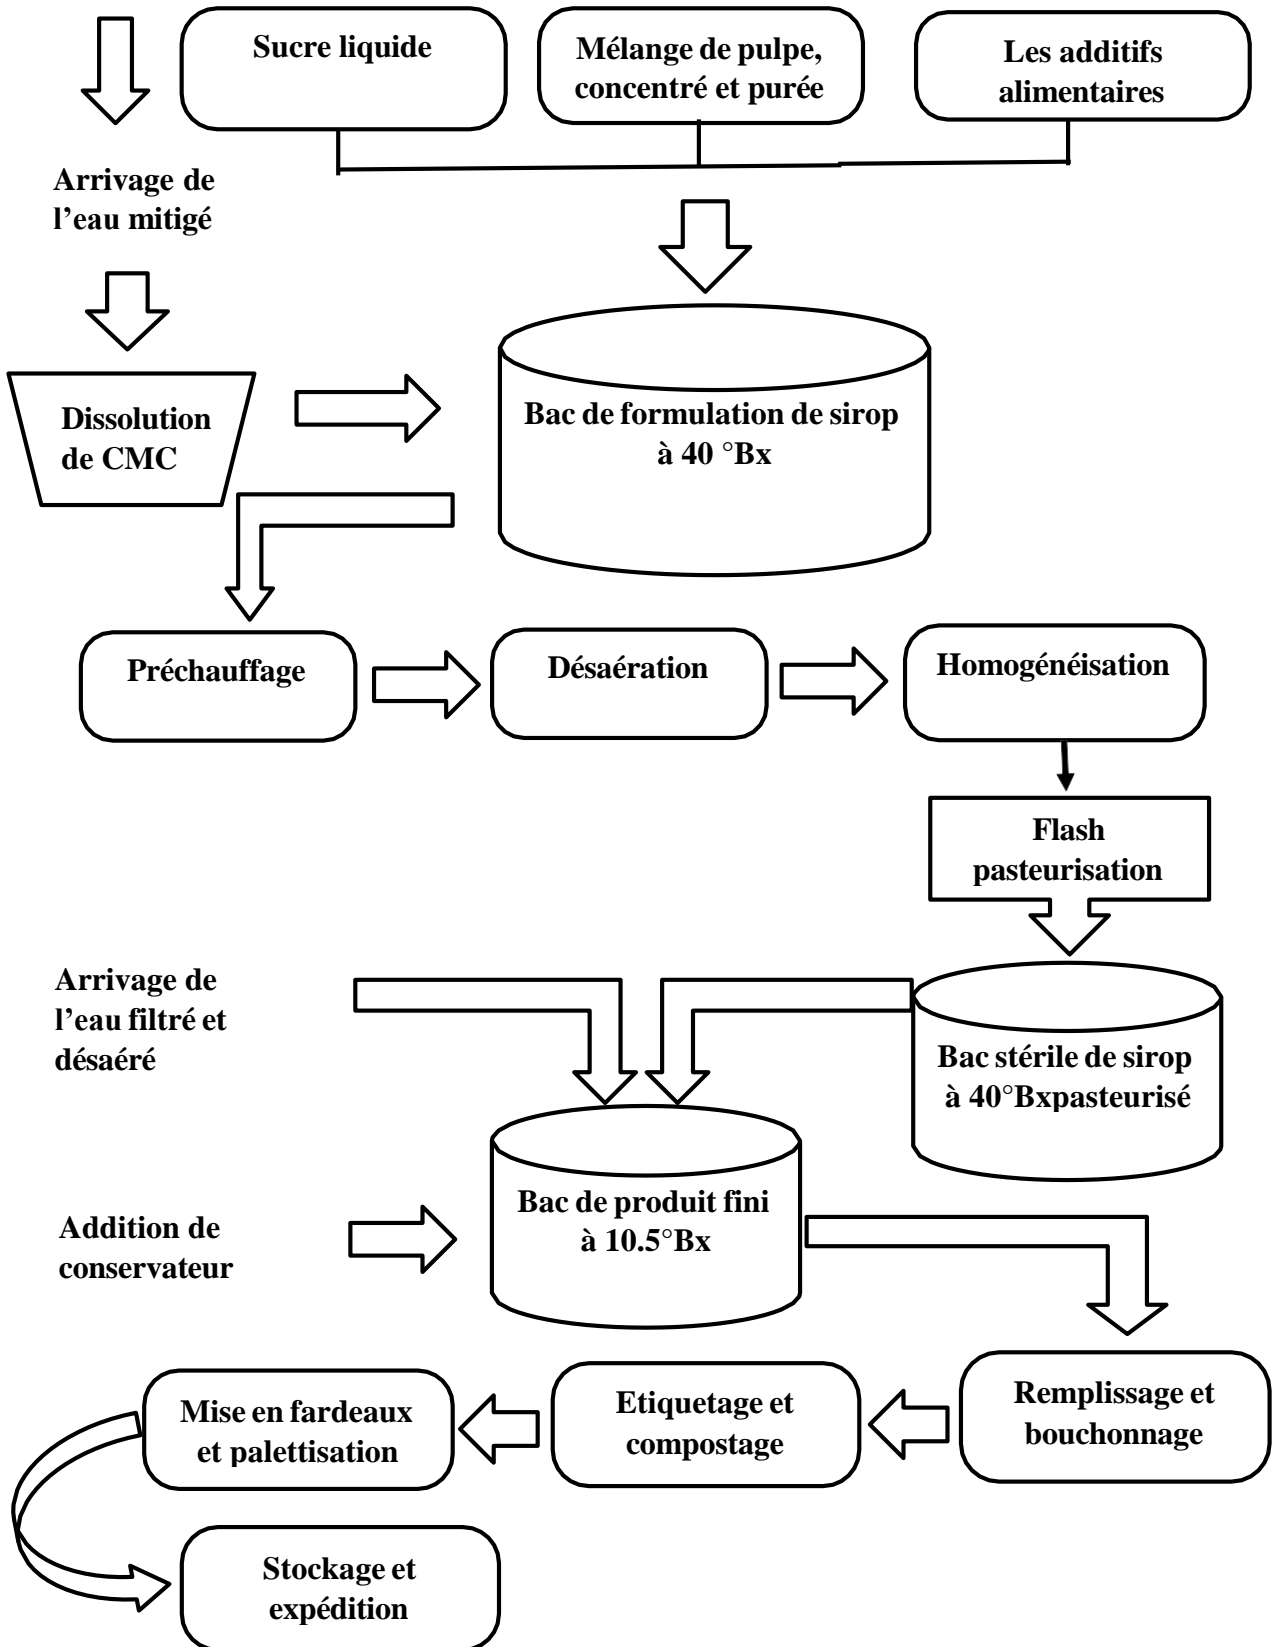 Sucre liquide
Mélange de pulpe,
concentré et purée
Les additifs
alimentaires
Arrivage de
l’eau mitigé
Dissolution
de CMC
Bac de formulation de sirop
à 40 °Bx
Préchauffage
Désaération
Homogénéisation
Flash
pasteurisation
Arrivage de
l’eau filtré et
désaéré
Bac stérile de sirop
à 40°Bxpasteurisé
Bac de produit fini
à 10.5°Bx
Addition de
conservateur
Remplissage et
bouchonnage
Etiquetage et
compostage
Mise en fardeaux
et palettisation
Stockage et
expédition